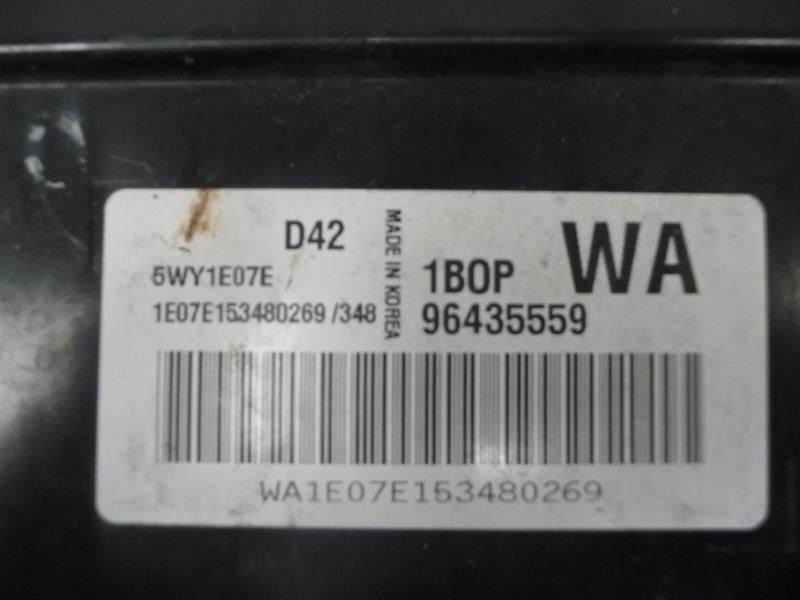 D42
5WY1E07E
1E07E153480269 /348
MADE IN KOREA
1BOP WA
96435559
WA1E07E153480269